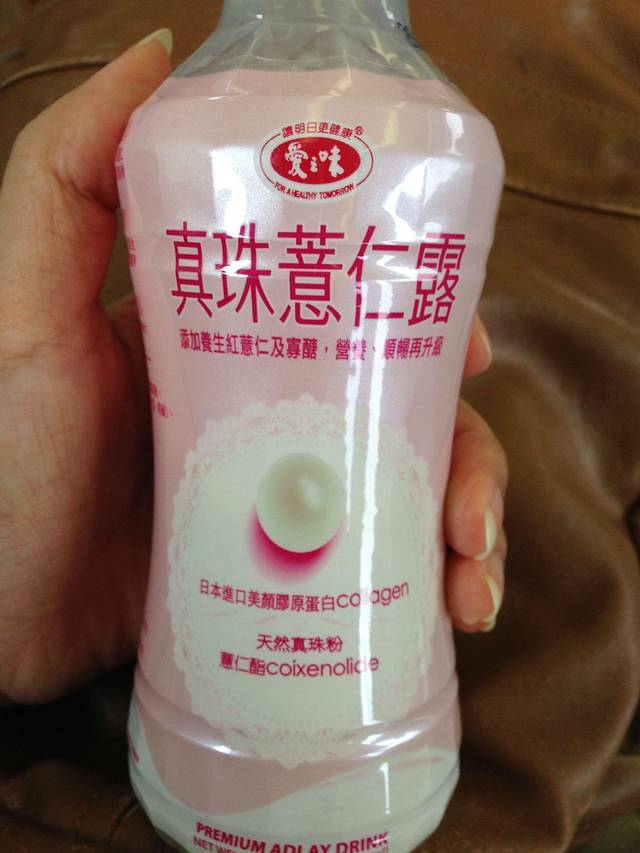 讓明日更健康®
愛之味
FOR A HEALTHY TOMORROW
真珠薏仁露
添加養生紅薏仁及寡醣，營養、順暢再升級
日本進口美顏膠原蛋白collagen
天然真珠粉
薏仁酯coixenolide
PREMIUM ADLAY DRINK
NET